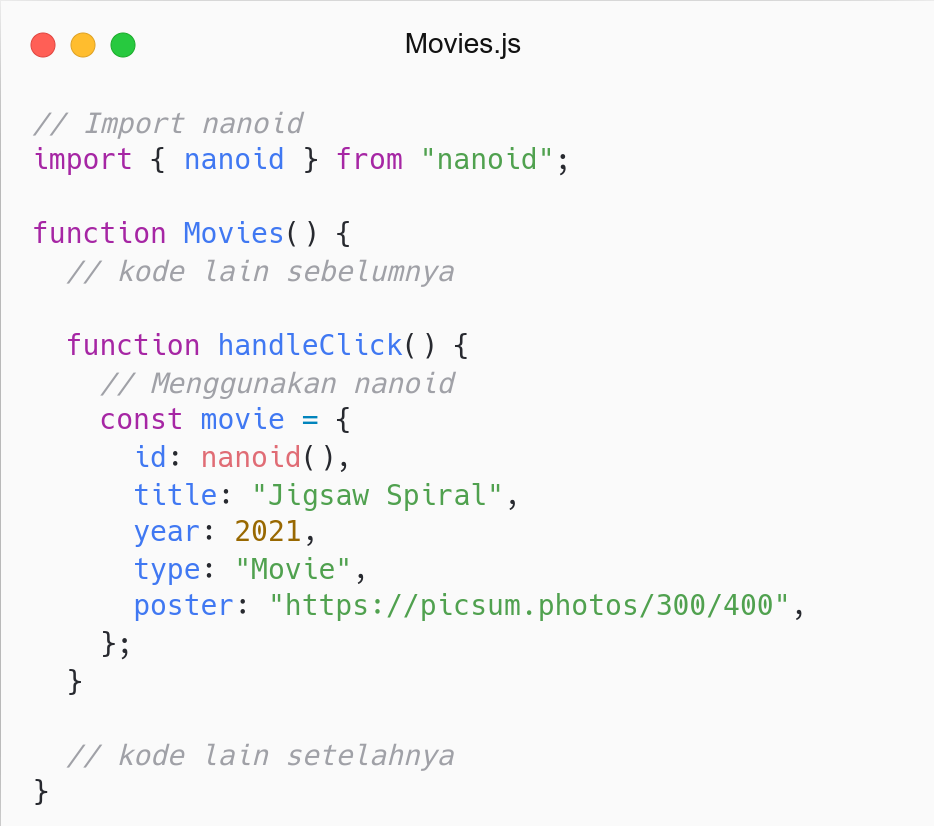 Movies.js
// Import nanoid
import { nanoid } from "nanoid";
function Movies() {
  // kode lain sebelumnya
  function handleClick() {
    // Menggunakan nanoid
    const movie = {
      id: nanoid(),
      title: "Jigsaw Spiral",
      year: 2021,
      type: "Movie",
      poster: "https://picsum.photos/300/400",
    };
  }
  // kode lain setelahnya
}